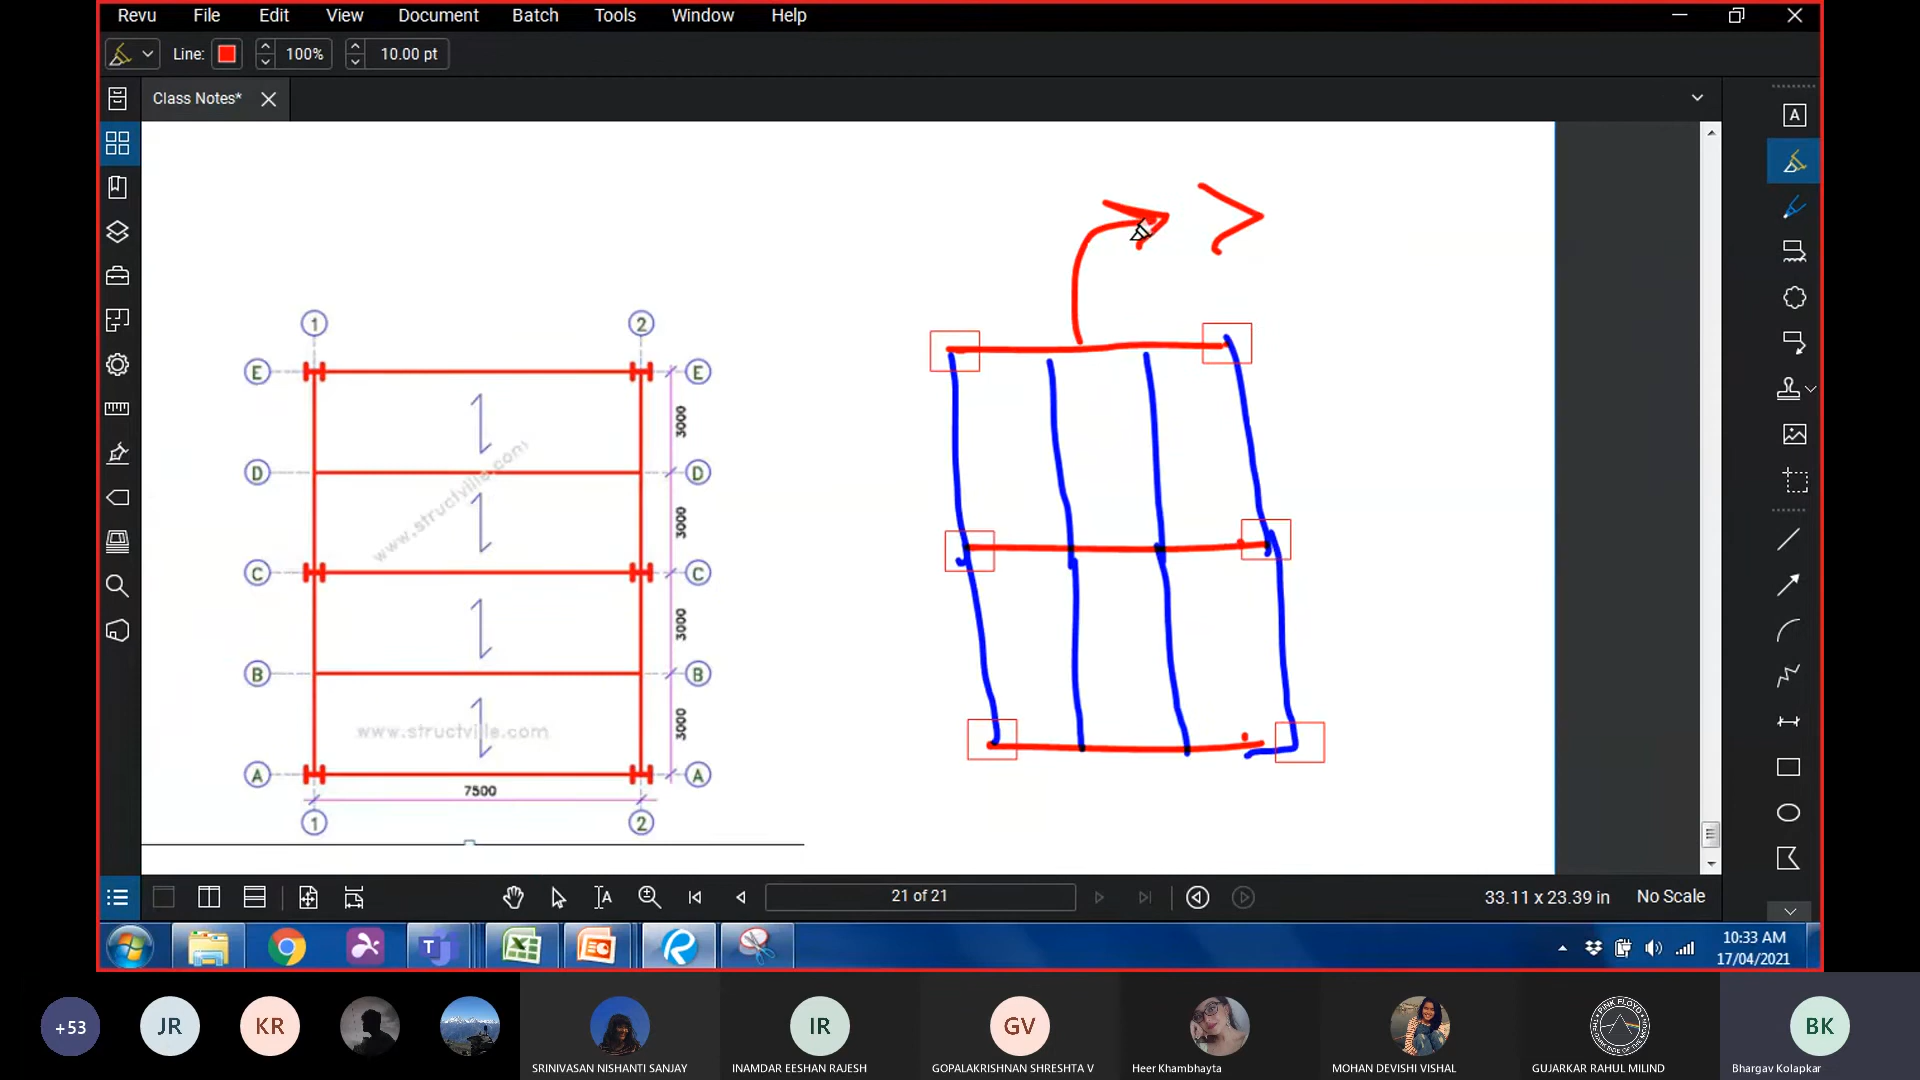 Revu File Edit View Document Batch Tools Window Help
Line: 100% 10.00 pt
Class Notes*
A
1 2
E E
3000
D D
3000
www.structville.com
C C
3000
B B
3000
www.structville.com
A A
7500
1 2
A
21 of 21
33.11 x 23.39 in No Scale
T
10:33 AM
17/04/2021
+53 JR KR IR GV BK
SRINIVASAN NISHANTI SANJAY
INAMDAR EESHAN RAJESH
GOPALAKRISHNAN SHRESHTA V
Heer Khambhayta
MOHAN DEVISHI VISHAL
GUJARKAR RAHUL MILIND
Bhargav Kolapkar